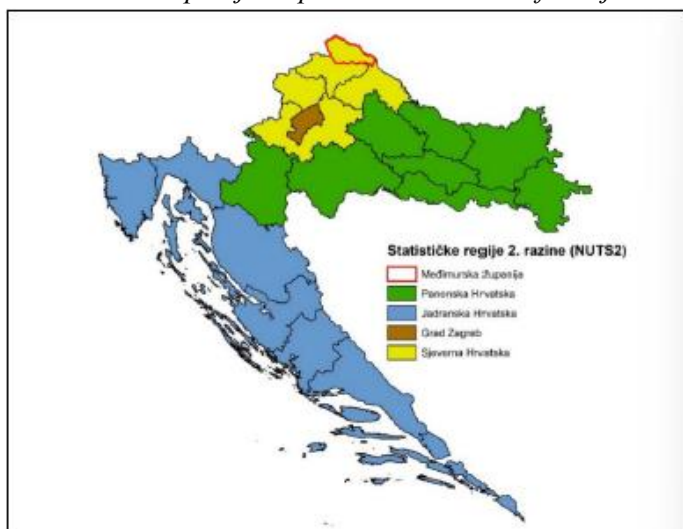 Statističke regije 2. razine (NUTS2)
Međimurska županija
Panonska Hrvatska
Jadranska Hrvatska
Grad Zagreb
Sjeverna Hrvatska